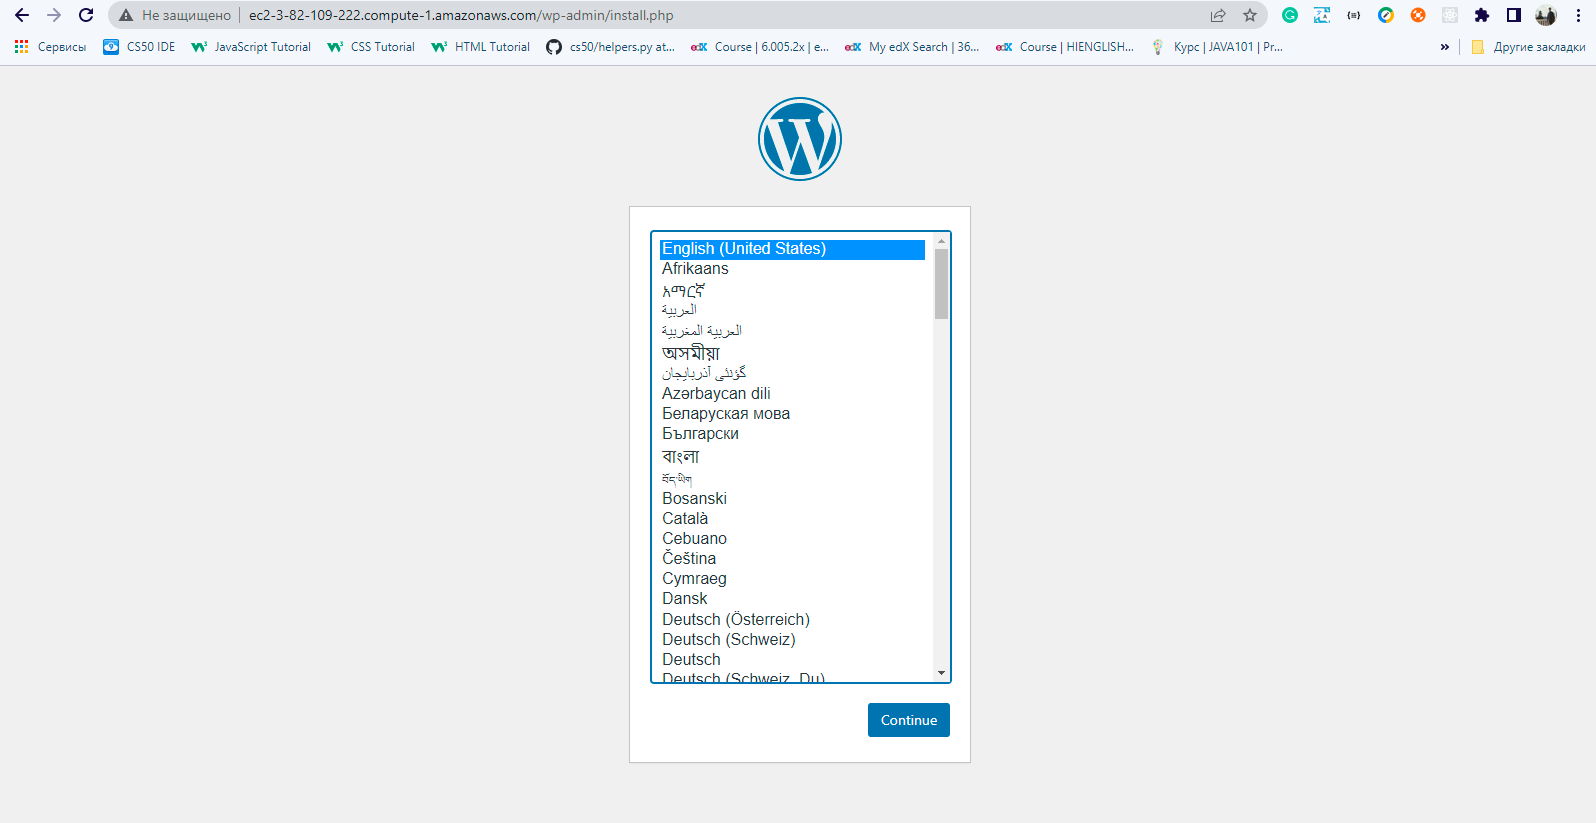 Не защищено | ec2-3-82-109-222.compute-1.amazonaws.com/wp-admin/install.php
Сервисы CS50 IDE JavaScript Tutorial CSS Tutorial HTML Tutorial cs50/helpers.py at... Course | 6.005.2x | e... My edX Search | 36... Course | HIENGLISH... Курс | JAVA101 | Pr... » Другие закладки
English (United States)
Afrikaans
አማርኛ
العربية
العربية المغربية
অসমীয়া
گؤنئی آذربایجان
Azərbaycan dili
Беларуская мова
Български
বাংলা
བོད་ཡིག
Bosanski
Català
Cebuano
Čeština
Cymraeg
Dansk
Deutsch (Österreich)
Deutsch (Schweiz)
Deutsch
Deutsch (Schweiz, Du)
Continue